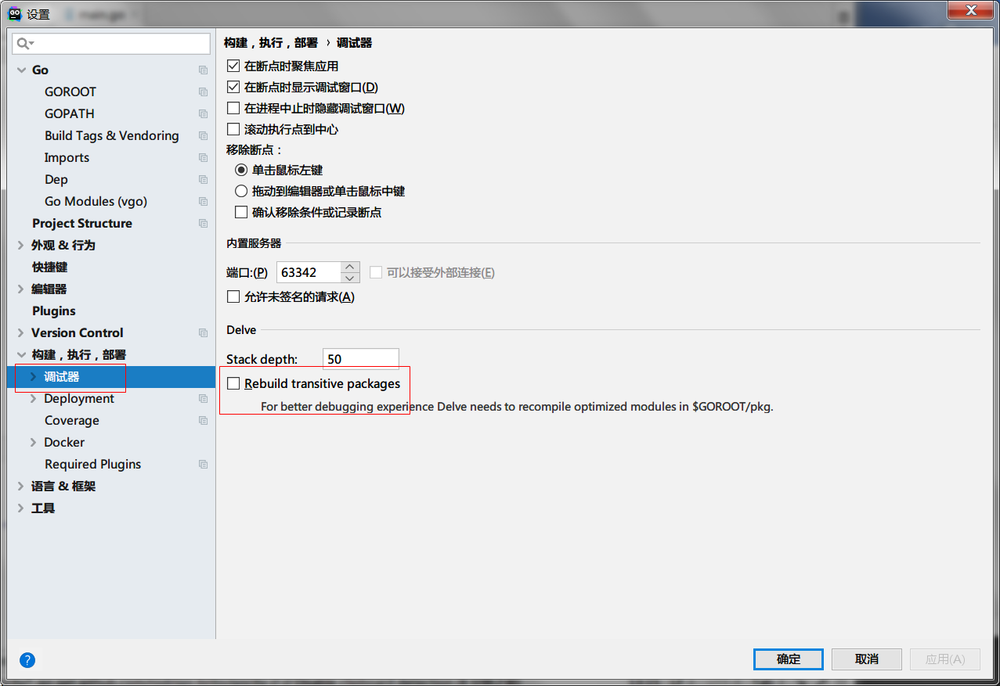 设置
main.go
Go
GOROOT
GOPATH
Build Tags & Vendoring
Imports
Dep
Go Modules (vgo)
Project Structure
外观 & 行为
快捷键
编辑器
Plugins
Version Control
构建，执行，部署
调试器
Deployment
Coverage
Docker
Required Plugins
语言 & 框架
工具
构建，执行，部署 › 调试器
在断点时聚焦应用
在断点时显示调试窗口(D)
在进程中止时隐藏调试窗口(W)
滚动执行点到中心
移除断点：
单击鼠标左键
拖动到编辑器或单击鼠标中键
确认移除条件或记录断点
内置服务器
端口:(P) 63342 可以接受外部连接(E)
允许未签名的请求(A)
Delve
Stack depth: 50
Rebuild transitive packages
For better debugging experience Delve needs to recompile optimized modules in $GOROOT/pkg.
?
确定 取消 应用(A)